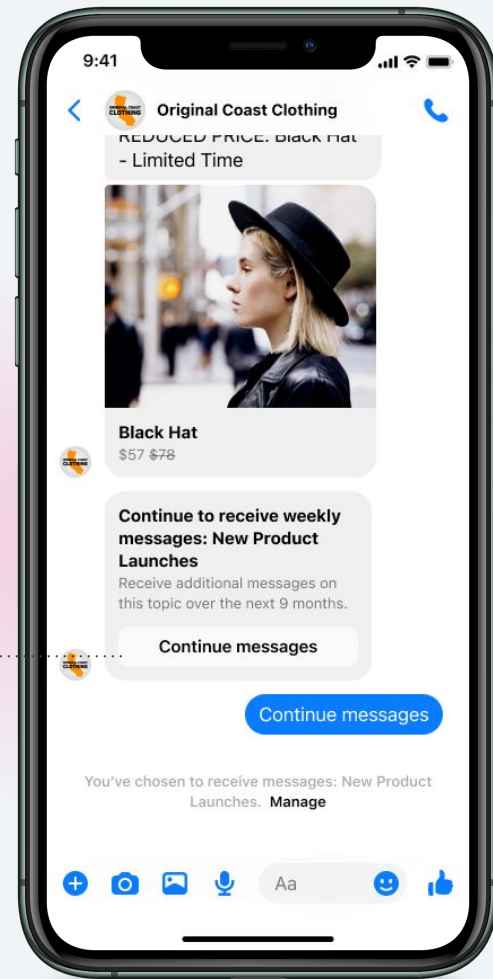 9:41
Original Coast Clothing
REDUCED PRICE: Black Hat
- Limited Time
Black Hat
$57 $78
Continue to receive weekly
messages: New Product
Launches
Receive additional messages on
this topic over the next 9 months.
Continue messages
Continue messages
You've chosen to receive messages: New Product
Launches. Manage
Aa